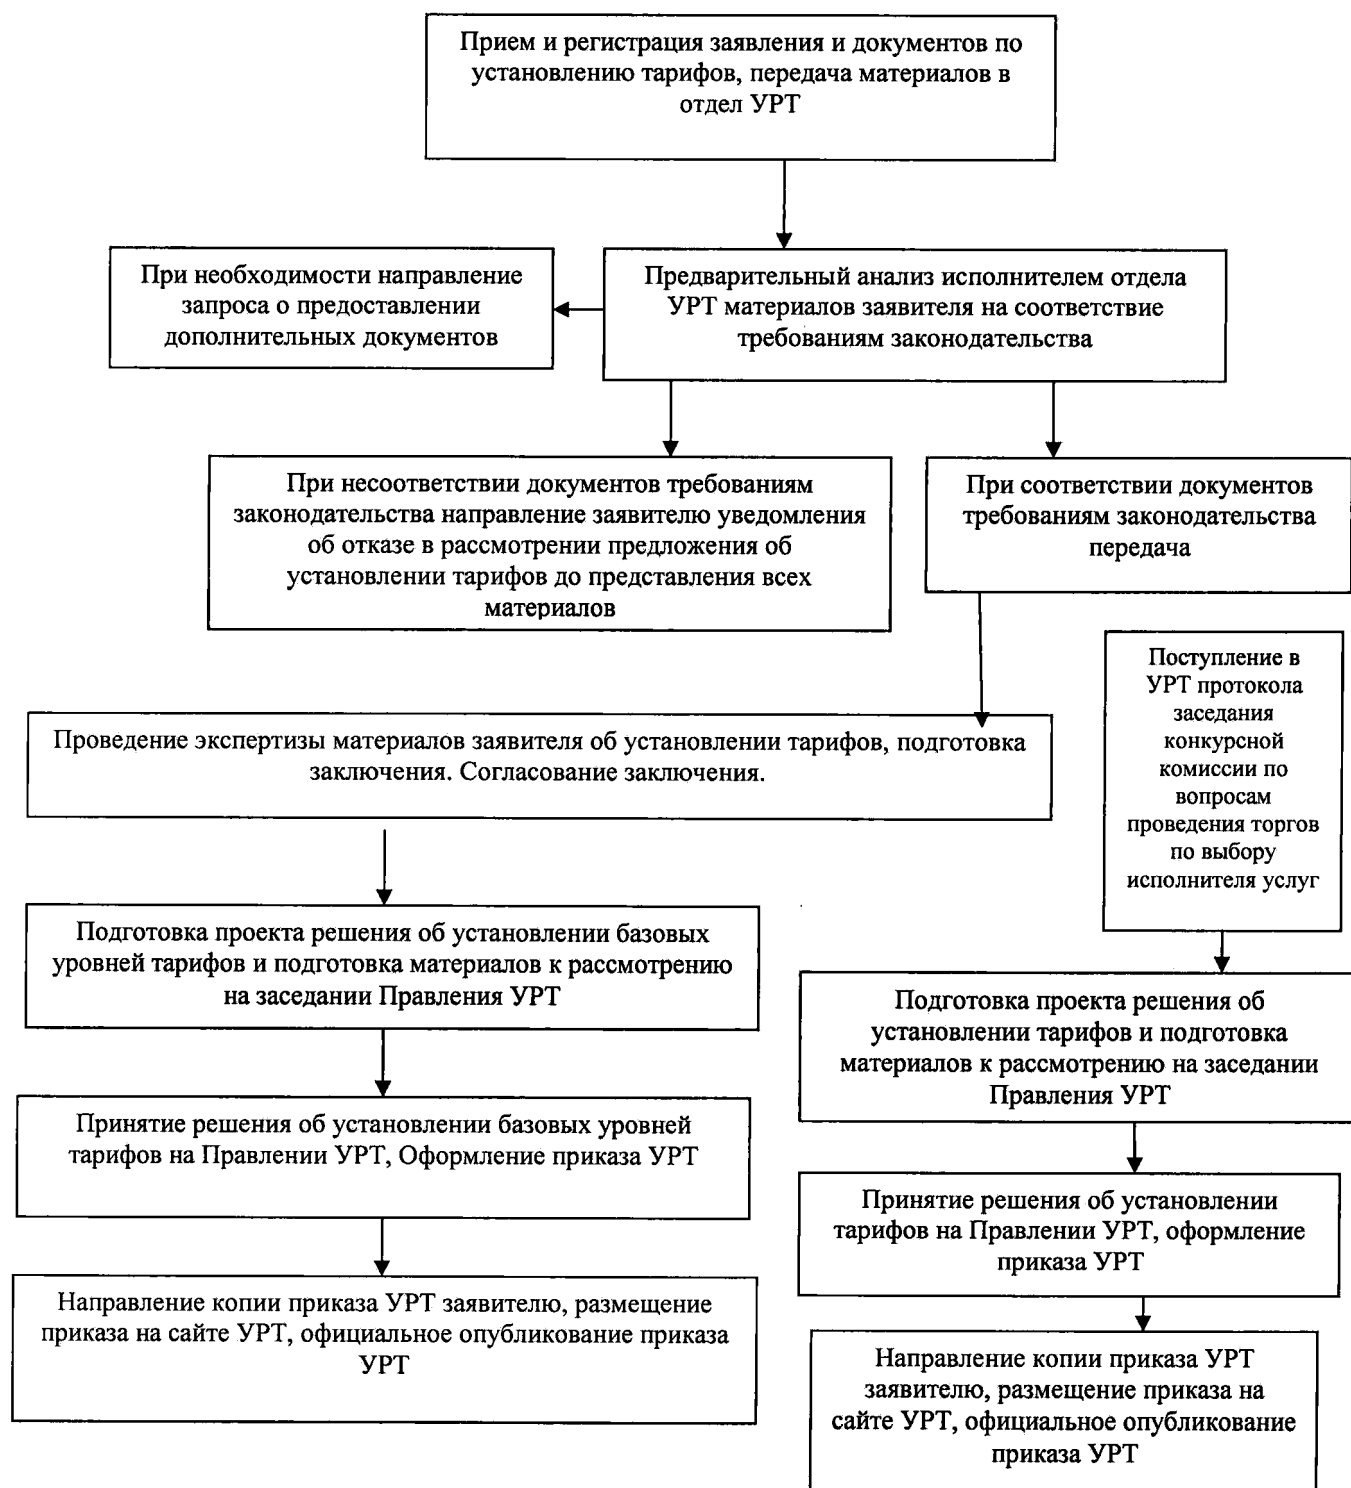 Прием и регистрация заявления и документов по
установлению тарифов, передача материалов в
отдел УРТ
При необходимости направление
запроса о предоставлении
дополнительных документов
Предварительный анализ исполнителем отдела
УРТ материалов заявителя на соответствие
требованиям законодательства
При несоответствии документов требованиям
законодательства направление заявителю уведомления
об отказе в рассмотрении предложения об
установлении тарифов до представления всех
материалов
При соответствии документов
требованиям законодательства
передача
Поступление в
УРТ протокола
заседания
конкурсной
комиссии по
вопросам
проведения торгов
по выбору
исполнителя услуг
Проведение экспертизы материалов заявителя об установлении тарифов, подготовка
заключения. Согласование заключения.
Подготовка проекта решения об установлении базовых
уровней тарифов и подготовка материалов к рассмотрению
на заседании Правления УРТ
Подготовка проекта решения об
установлении тарифов и подготовка
материалов к рассмотрению на заседании
Правления УРТ
Принятие решения об установлении базовых уровней
тарифов на Правлении УРТ, Оформление приказа УРТ
Принятие решения об установлении
тарифов на Правлении УРТ, оформление
приказа УРТ
Направление копии приказа УРТ заявителю, размещение
приказа на сайте УРТ, официальное опубликование приказа
УРТ
Направление копии приказа УРТ
заявителю, размещение приказа на
сайте УРТ, официальное опубликование
приказа УРТ